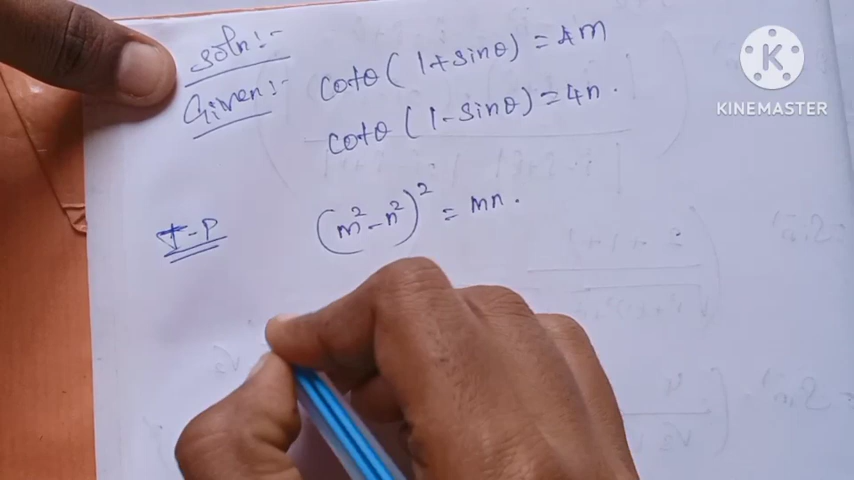 Soln:-
Given:- cotθ (1+sinθ) = 4m
cotθ (1-sinθ) = 4n.
T-P (m²-n²)² = mn.
K
KINEMASTER